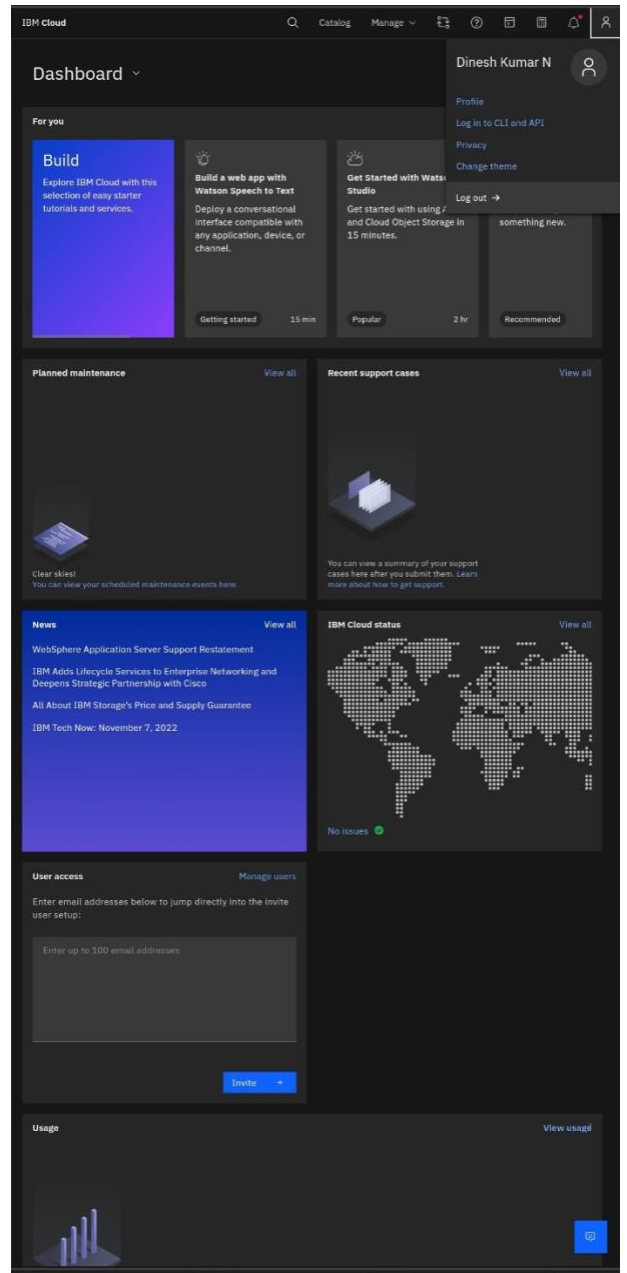 IBM Cloud
Catalog
Manage
Dashboard
Dinesh Kumar N
Profile
Log in to CLI and API
Privacy
Change theme
Log out →
For you
Build
Explore IBM Cloud with this
selection of easy starter
tutorials and services.
Build a web app with
Watson Speech to Text
Deploy a conversational
interface compatible with
any application, device, or
channel.
Getting started
15 min
Get Started with Wats
Studio
Get started with using
and Cloud Object Storage in
15 minutes.
Popular
2 hr
something new.
Recommended
Planned maintenance
View all
Clear skies!
You can view your scheduled maintenance events here.
Recent support cases
View all
You can view a summary of your support
cases here after you submit them. Learn
more about how to get support.
News
View all
WebSphere Application Server Support Restatement
IBM Adds Lifecycle Services to Enterprise Networking and
Deepens Strategic Partnership with Cisco
All About IBM Storage's Price and Supply Guarantee
IBM Tech Now: November 7, 2022
IBM Cloud status
View all
No issues
User access
Manage users
Enter email addresses below to jump directly into the invite
user setup:
Enter up to 100 email addresses
Invite +
Usage
View usage